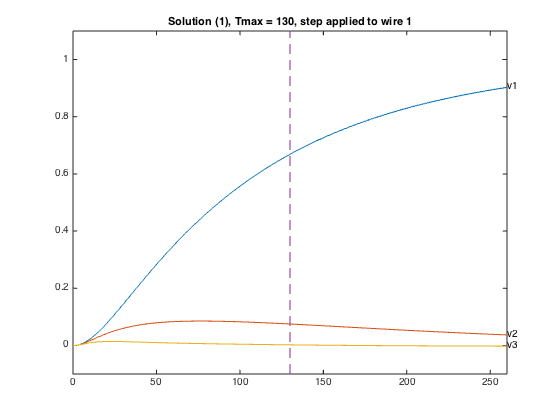 Solution (1), Tmax = 130, step applied to wire 1
1
0.8
0.6
0.4
0.2
0
v1
v2
v3
0 50 100 150 200 250